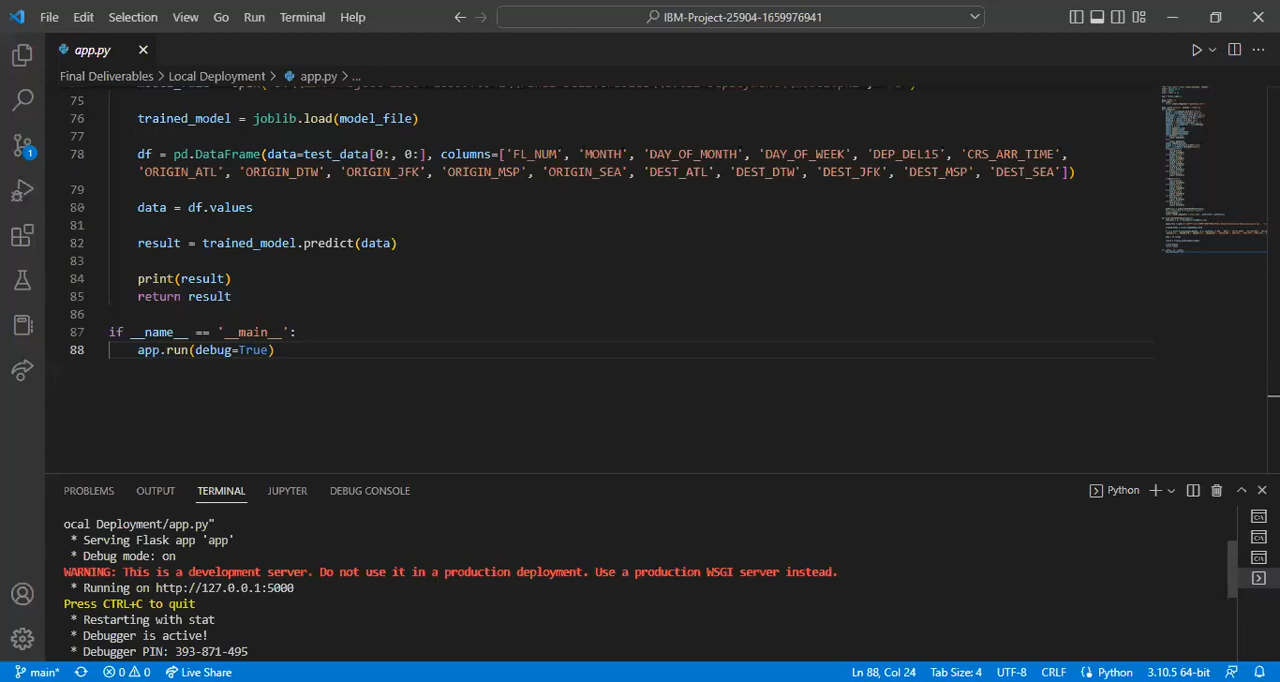 File Edit Selection View Go Run Terminal Help IBM-Project-25904-1659976941
app.py
Final Deliverables > Local Deployment > app.py > ...
75
76 trained_model = joblib.load(model_file)
77
78 df = pd.DataFrame(data=test_data[0:, 0:], columns=['FL_NUM', 'MONTH', 'DAY_OF_MONTH', 'DAY_OF_WEEK', 'DEP_DEL15', 'CRS_ARR_TIME',
'ORIGIN_ATL', 'ORIGIN_DTW', 'ORIGIN_JFK', 'ORIGIN_MSP', 'ORIGIN_SEA', 'DEST_ATL', 'DEST_DTW', 'DEST_JFK', 'DEST_MSP', 'DEST_SEA'])
79
80 data = df.values
81
82 result = trained_model.predict(data)
83
84 print(result)
85 return result
86
87 if __name__ == '__main__':
88 app.run(debug=True)
1
PROBLEMS OUTPUT TERMINAL JUPYTER DEBUG CONSOLE Python
ocal Deployment/app.py"
* Serving Flask app 'app'
* Debug mode: on
WARNING: This is a development server. Do not use it in a production deployment. Use a production WSGI server instead.
* Running on http://127.0.0.1:5000
Press CTRL+C to quit
* Restarting with stat
* Debugger is active!
* Debugger PIN: 393-871-495
main* 0 0 Live Share Ln 88, Col 24 Tab Size: 4 UTF-8 CRLF Python 3.10.5 64-bit